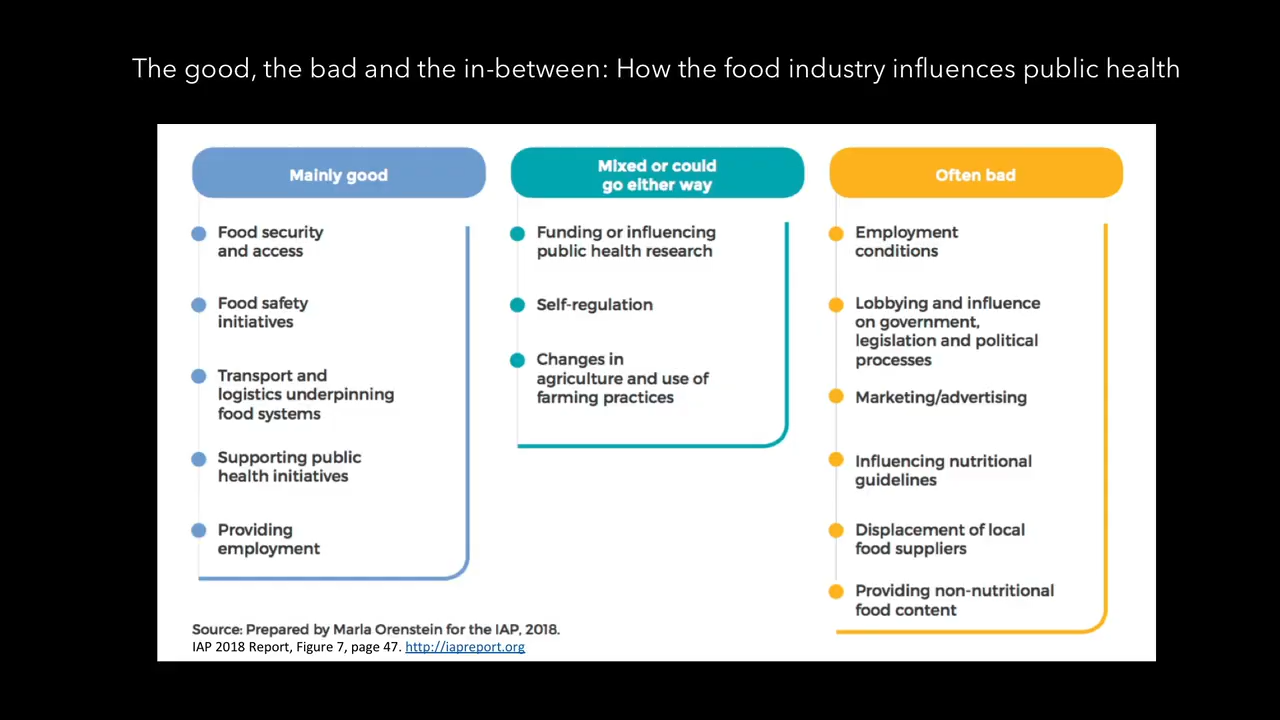 The good, the bad and the in-between: How the food industry influences public health
Mainly good
Food security
and access
Food safety
initiatives
Transport and
logistics underpinning
food systems
Supporting public
health initiatives
Providing
employment
Mixed or could
go either way
Funding or influencing
public health research
Self-regulation
Changes in
agriculture and use of
farming practices
Often bad
Employment
conditions
Lobbying and influence
on government,
legislation and political
processes
Marketing/advertising
Influencing nutritional
guidelines
Displacement of local
food suppliers
Providing non-nutritional
food content
Source: Prepared by Marla Orenstein for the IAP, 2018.
IAP 2018 Report, Figure 7, page 47. http://iapreport.org